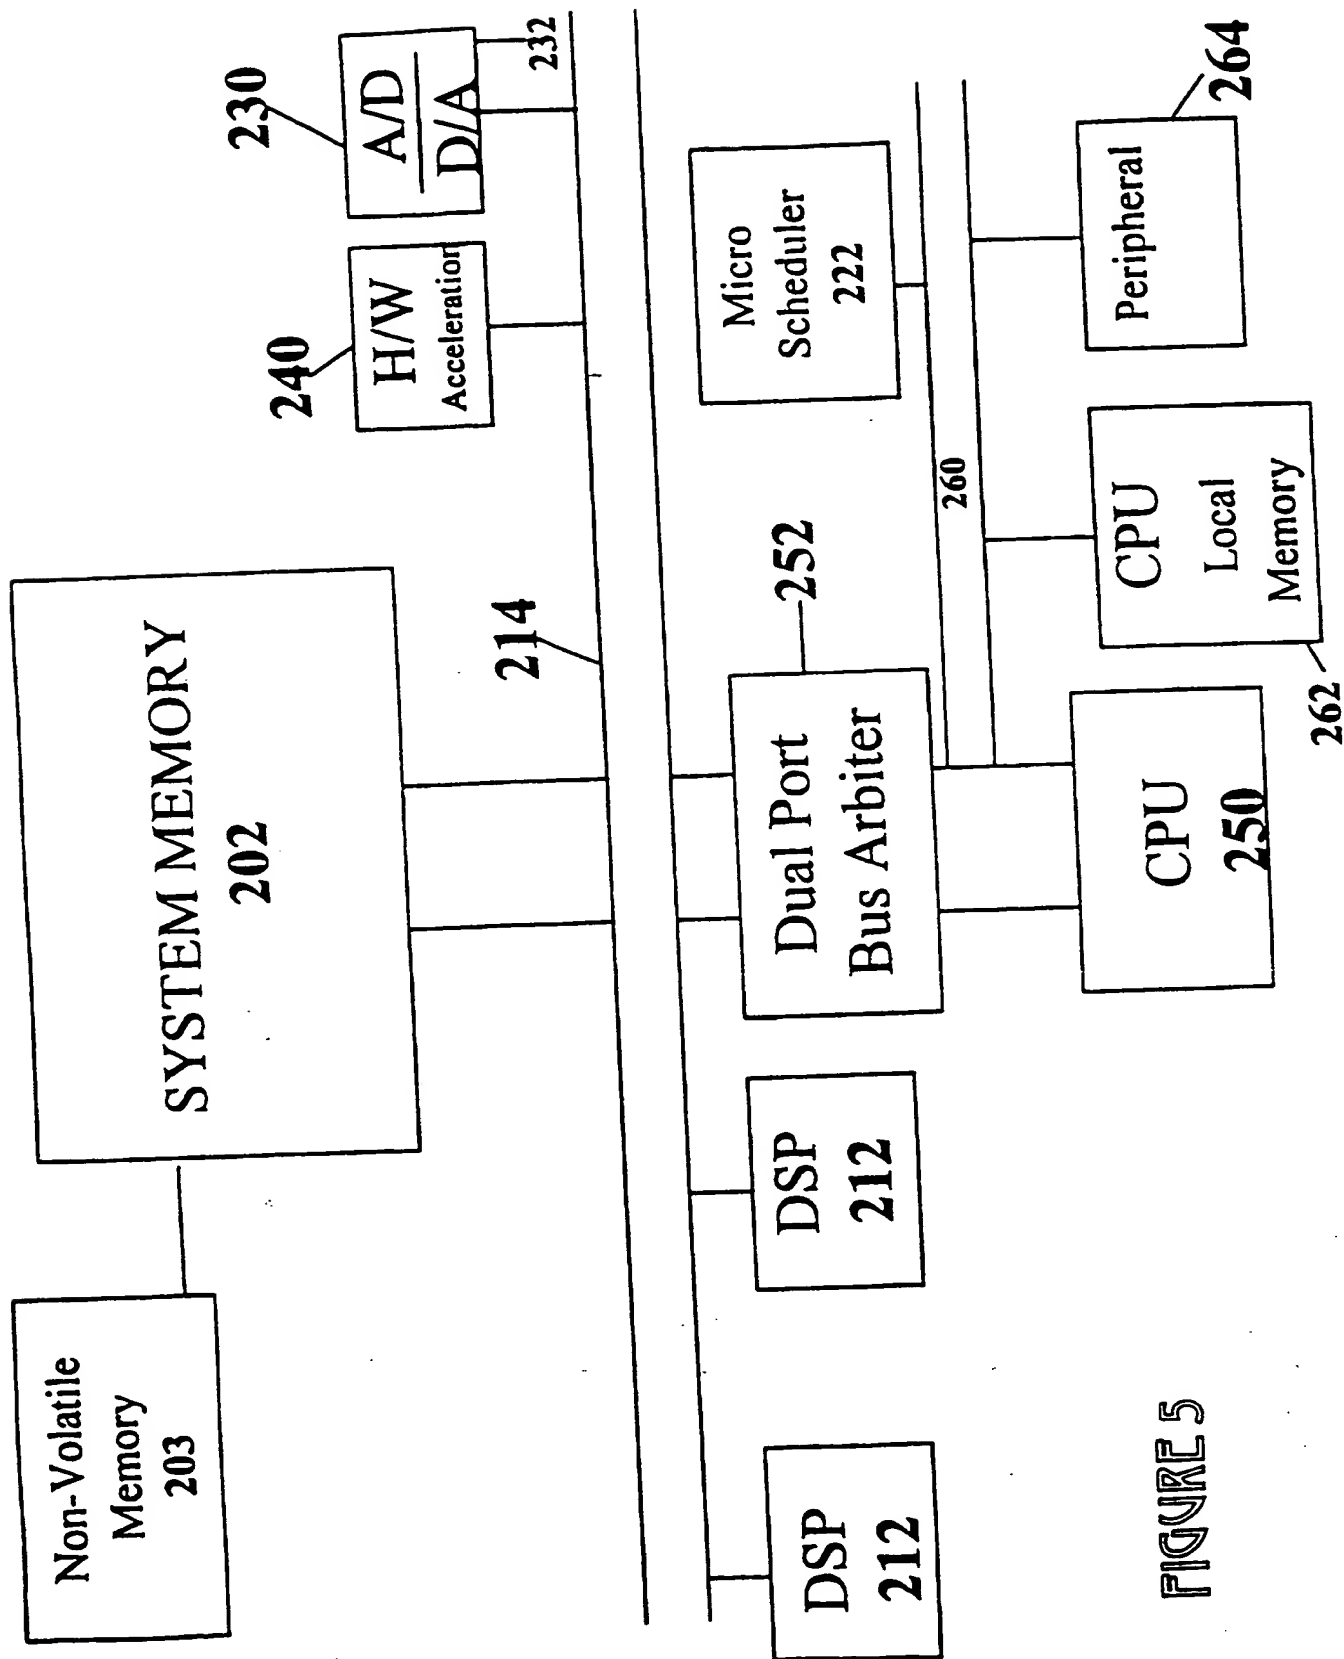 Non-Volatile
Memory
203
SYSTEM MEMORY
202
240
H/W
Acceleration
230
A/D
D/A
232
214
DSP
212
DSP
212
Dual Port
Bus Arbiter
252
Micro
Scheduler
222
260
CPU
250
CPU
Local
Memory
262
Peripheral
264
FIGURE 5